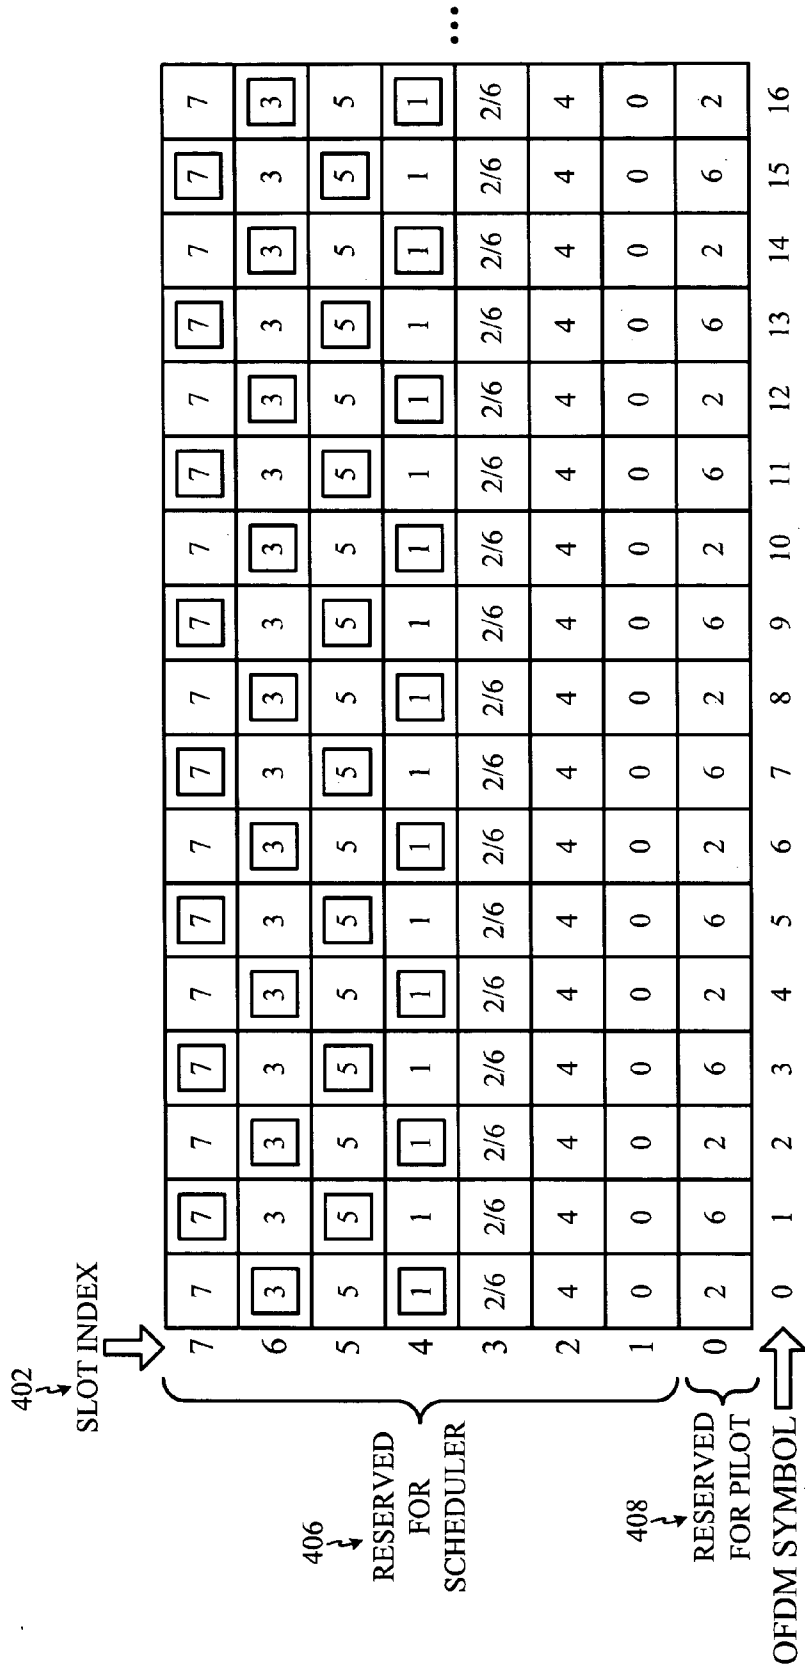 402
SLOT INDEX
7 7 7 7 7 7 7 7 7 7 7 7 7 7 7 7 7 7
6 3 3 3 3 3 3 3 3 3 3 3 3 3 3 3 3 3
5 5 5 5 5 5 5 5 5 5 5 5 5 5 5 5 5 5
4 1 1 1 1 1 1 1 1 1 1 1 1 1 1 1 1 1
3 2/6 2/6 2/6 2/6 2/6 2/6 2/6 2/6 2/6 2/6 2/6 2/6 2/6 2/6 2/6 2/6 2/6
2 4 4 4 4 4 4 4 4 4 4 4 4 4 4 4 4 4
1 0 0 0 0 0 0 0 0 0 0 0 0 0 0 0 0 0
0 2 6 2 6 2 6 2 6 2 6 2 6 2 6 2 6 2
...
406
RESERVED
FOR
SCHEDULER
408
RESERVED
FOR PILOT
OFDM SYMBOL 0 1 2 3 4 5 6 7 8 9 10 11 12 13 14 15 16